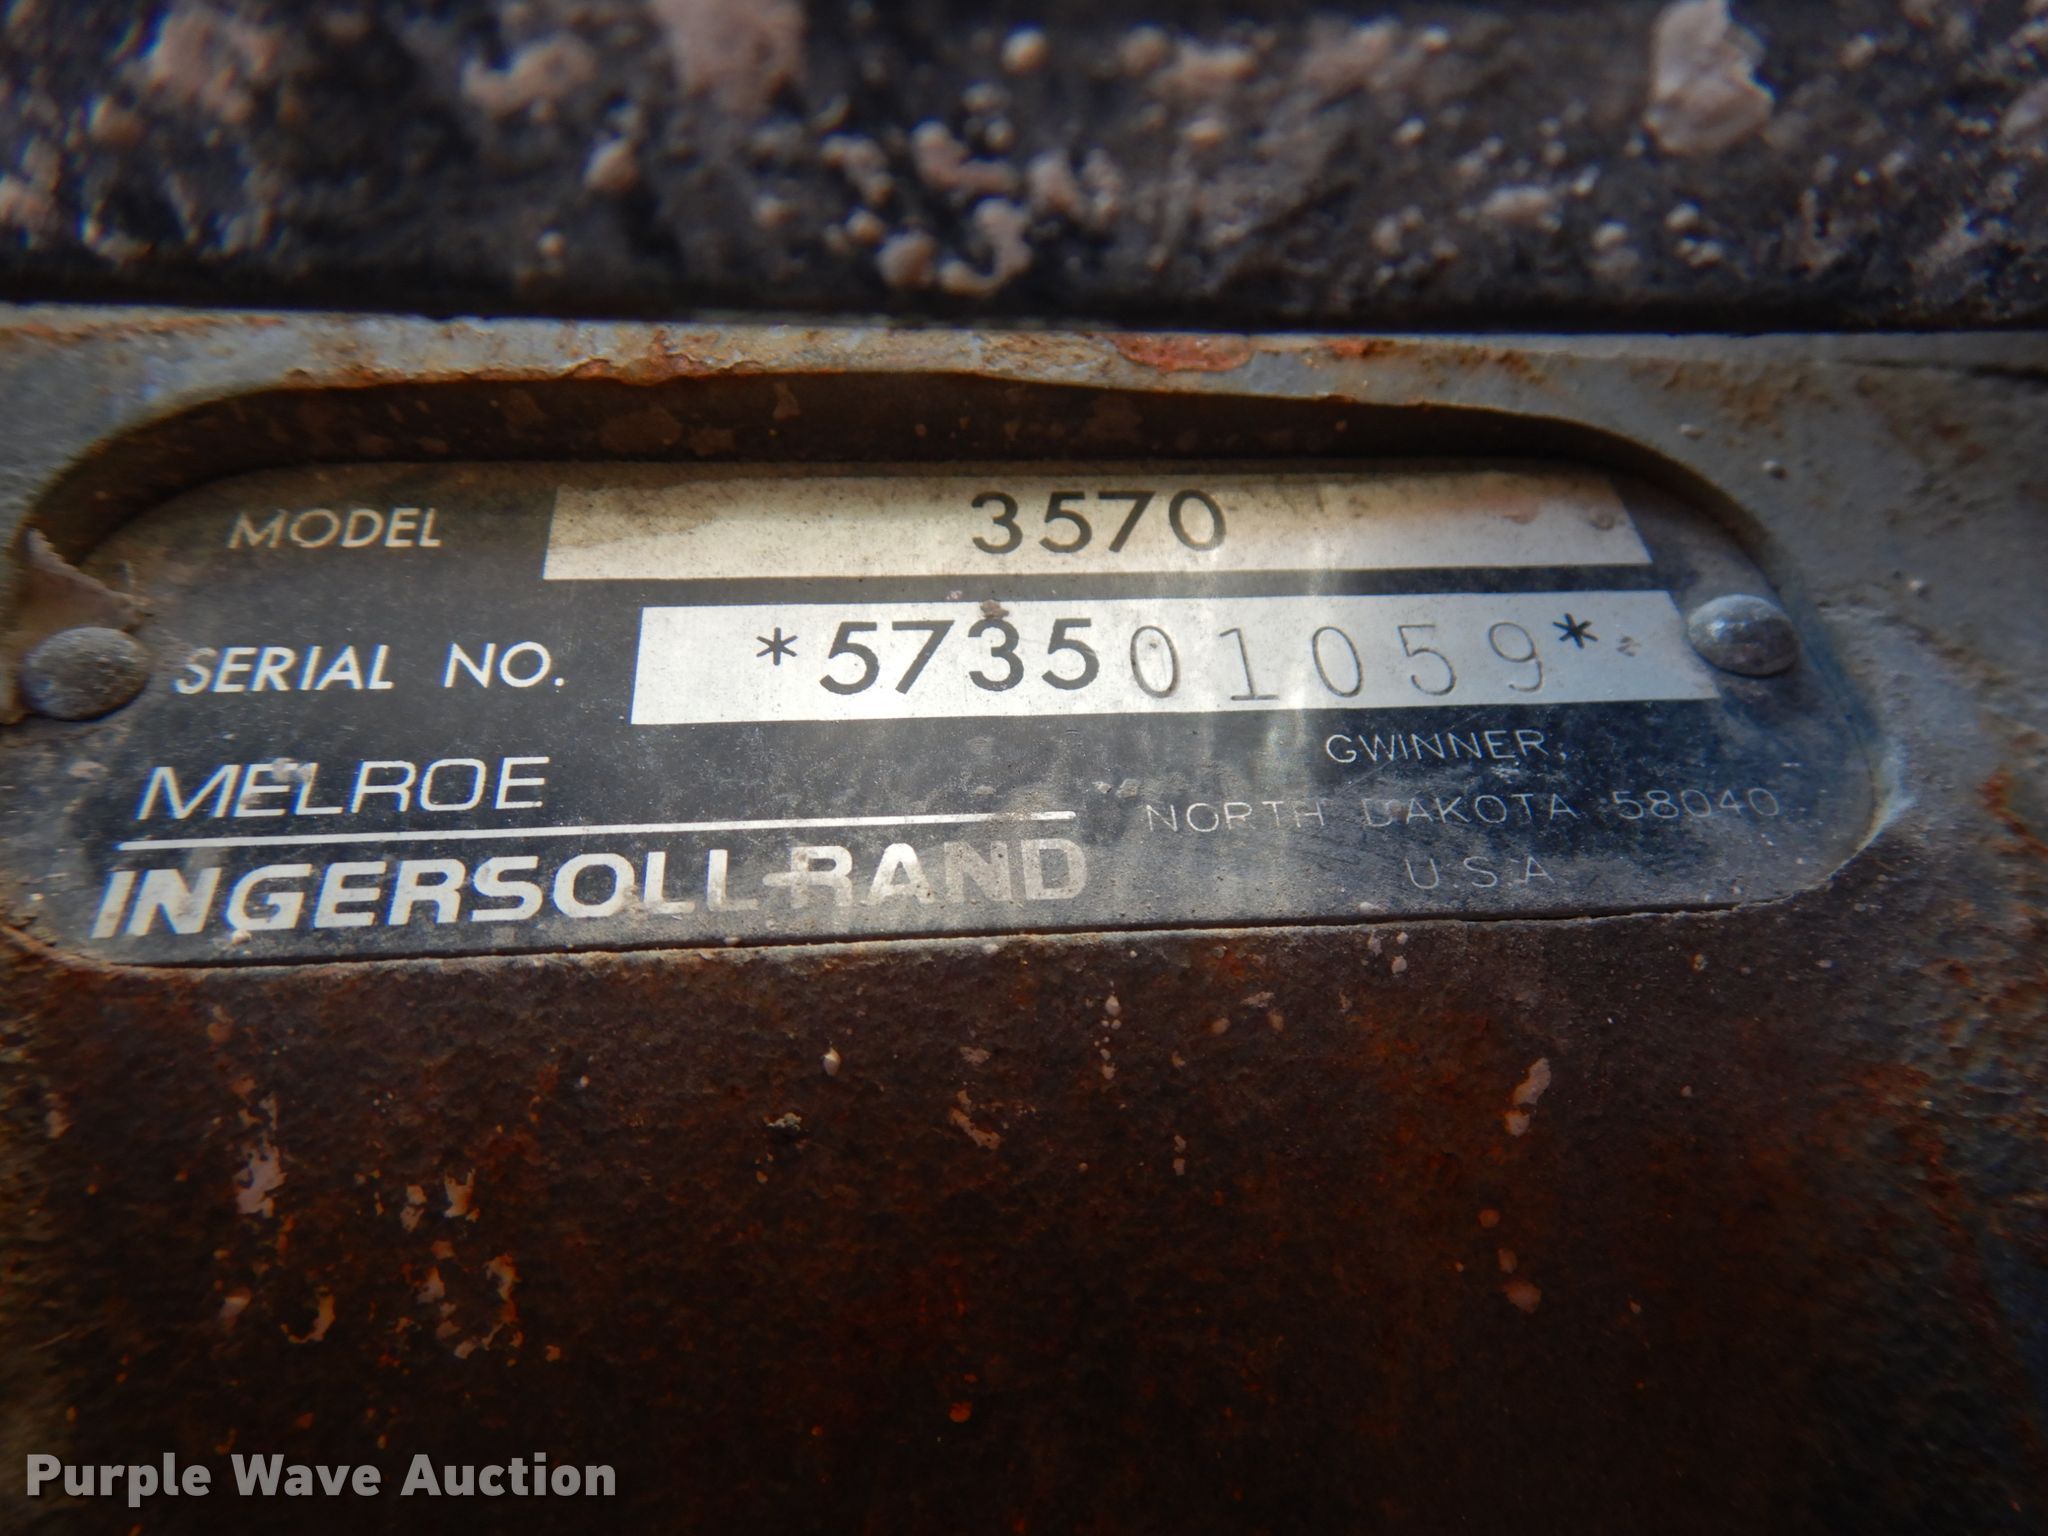 MODEL 3570
SERIAL NO. *573501059*
MELROE
INGERSOLL-RAND
GWINNER,
NORTH DAKOTA 58040
U.S.A
Purple Wave Auction